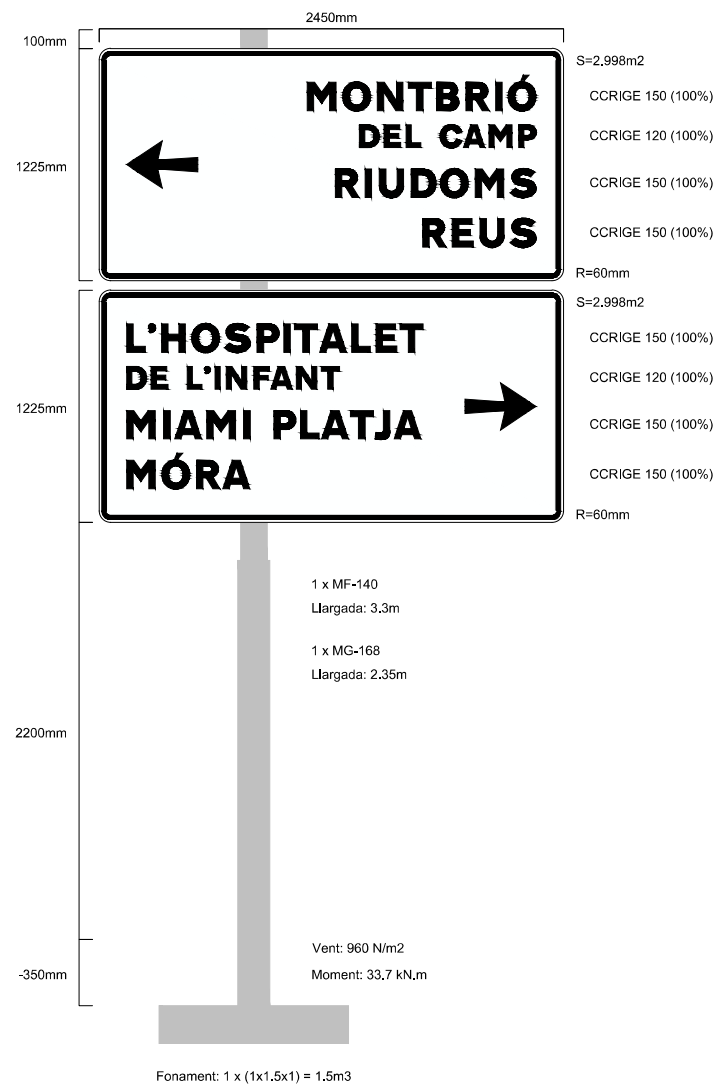 2450mm
100mm
S=2.998m2
MONTBRIÓ
CCRIGE 150 (100%)
DEL CAMP
CCRIGE 120 (100%)
1225mm
RIUDOMS
CCRIGE 150 (100%)
REUS
CCRIGE 150 (100%)
R=60mm
S=2.998m2
L'HOSPITALET
CCRIGE 150 (100%)
DE L'INFANT
CCRIGE 120 (100%)
1225mm
MIAMI PLATJA
CCRIGE 150 (100%)
MÓRA
CCRIGE 150 (100%)
R=60mm
1 x MF-140
Llargada: 3.3m
1 x MG-168
Llargada: 2.35m
2200mm
Vent: 960 N/m2
-350mm
Moment: 33.7 kN.m
Fonament: 1 x (1x1.5x1) = 1.5m3